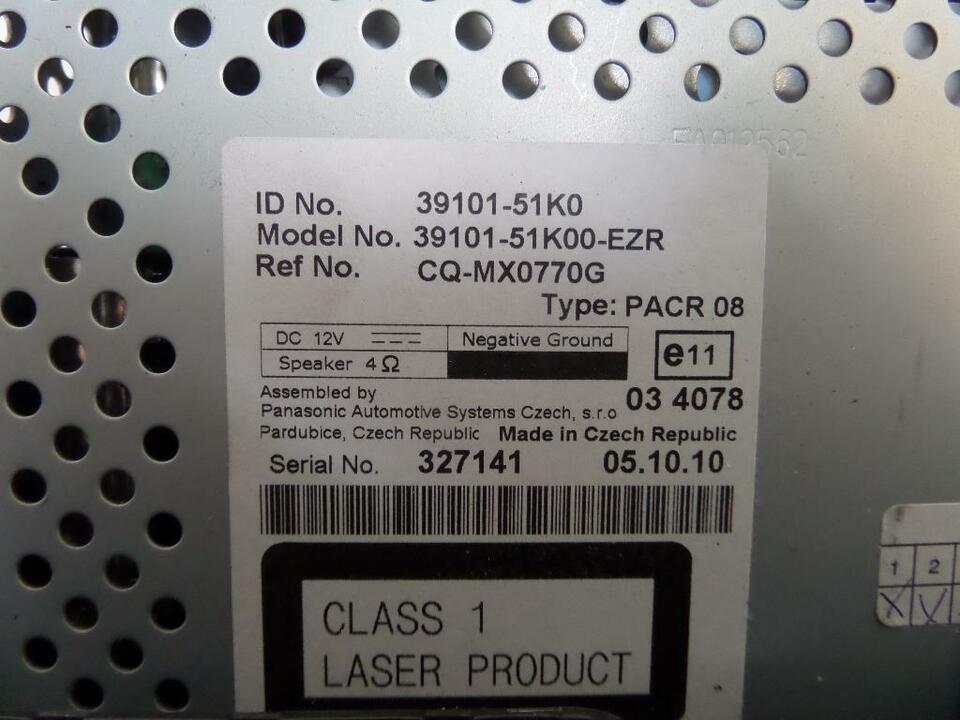 FA012562
ID No. 39101-51K0
Model No. 39101-51K00-EZR
Ref No. CQ-MX0770G
Type: PACR 08
DC 12V Negative Ground
Speaker 4Ω
e11
Assembled by
03 4078
Panasonic Automotive Systems Czech, s.r.o
Pardubice, Czech Republic Made in Czech Republic
Serial No. 327141 05.10.10
CLASS 1
LASER PRODUCT
1 2
X V